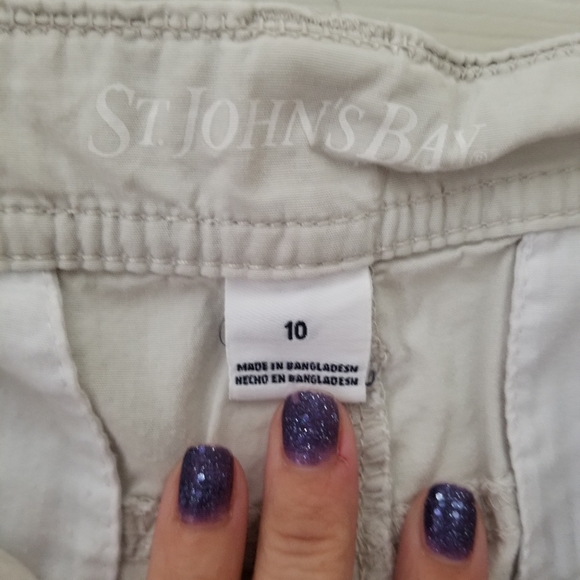 ST. JOHN'S BAY®
10
MADE IN BANGLADESH
HECHO EN BANGLADESH